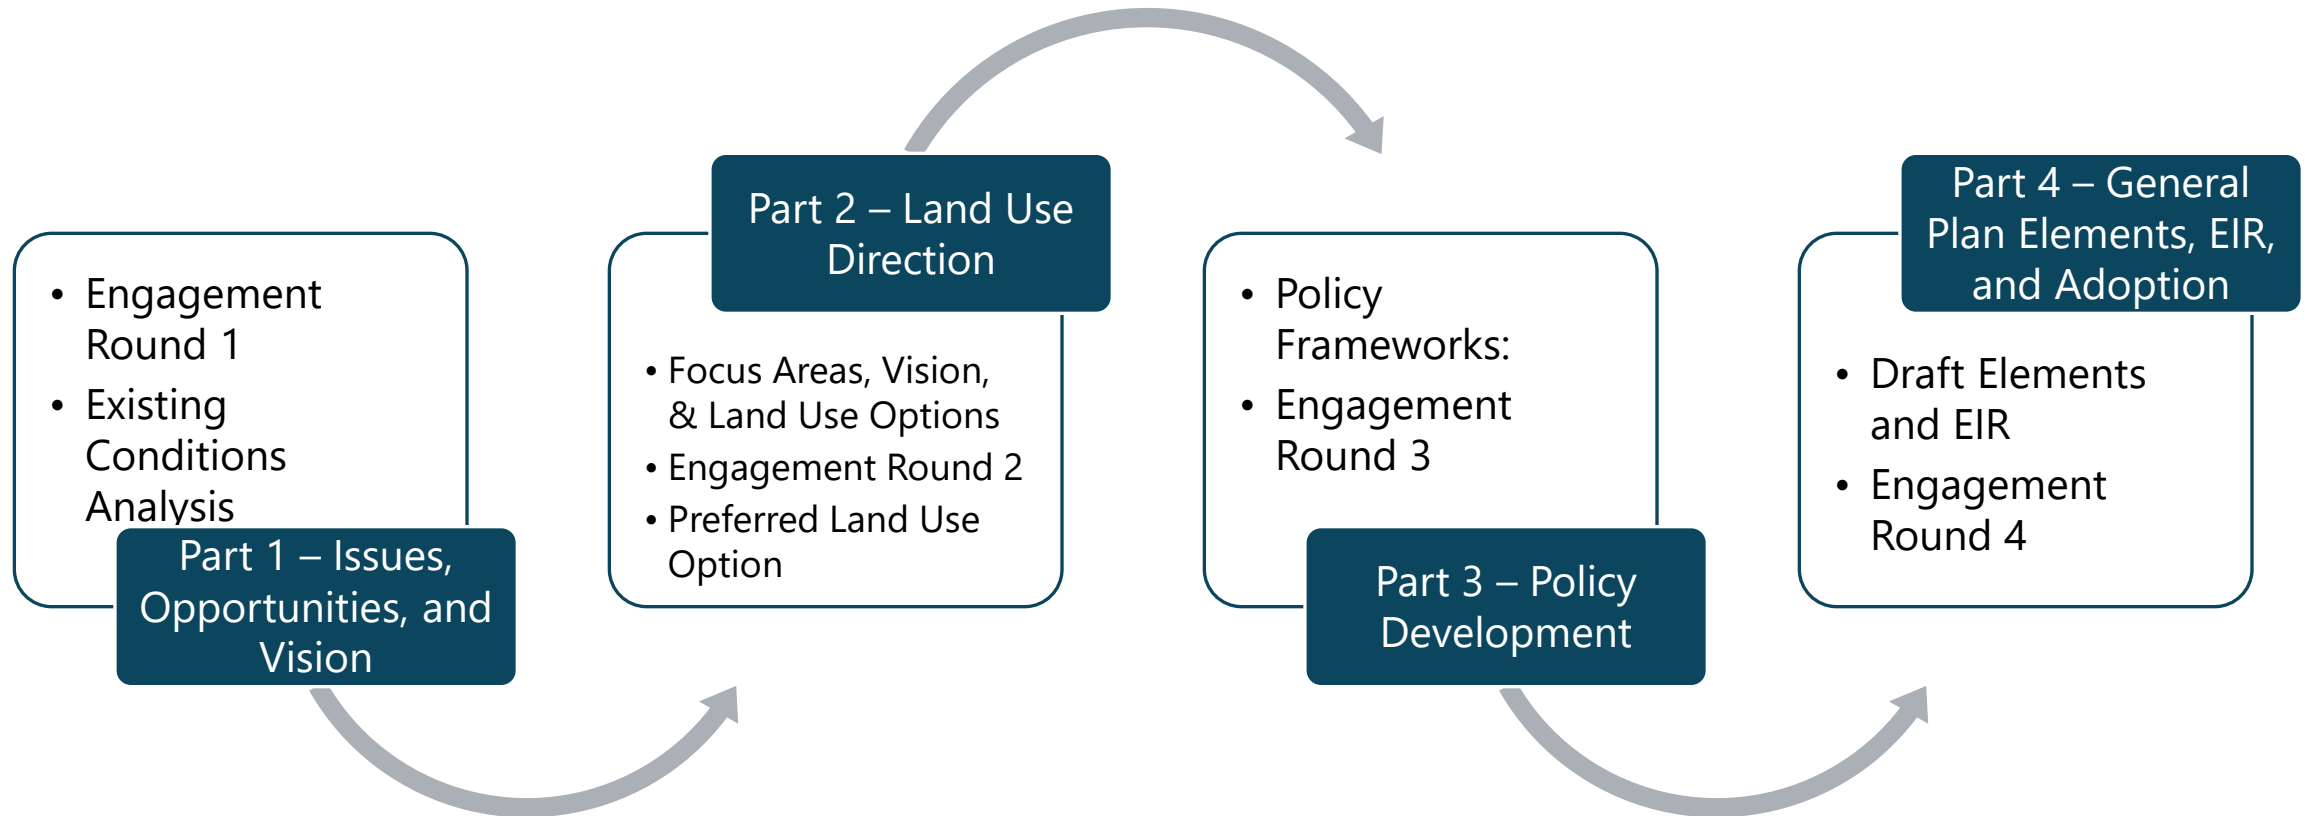 • Engagement
Round 1
• Existing
Conditions
Analysis
Part 1 – Issues,
Opportunities, and
Vision
Part 2 – Land Use
Direction
• Focus Areas, Vision,
& Land Use Options
• Engagement Round 2
• Preferred Land Use
Option
• Policy
Frameworks:
• Engagement
Round 3
Part 3 – Policy
Development
Part 4 – General
Plan Elements, EIR,
and Adoption
• Draft Elements
and EIR
• Engagement
Round 4